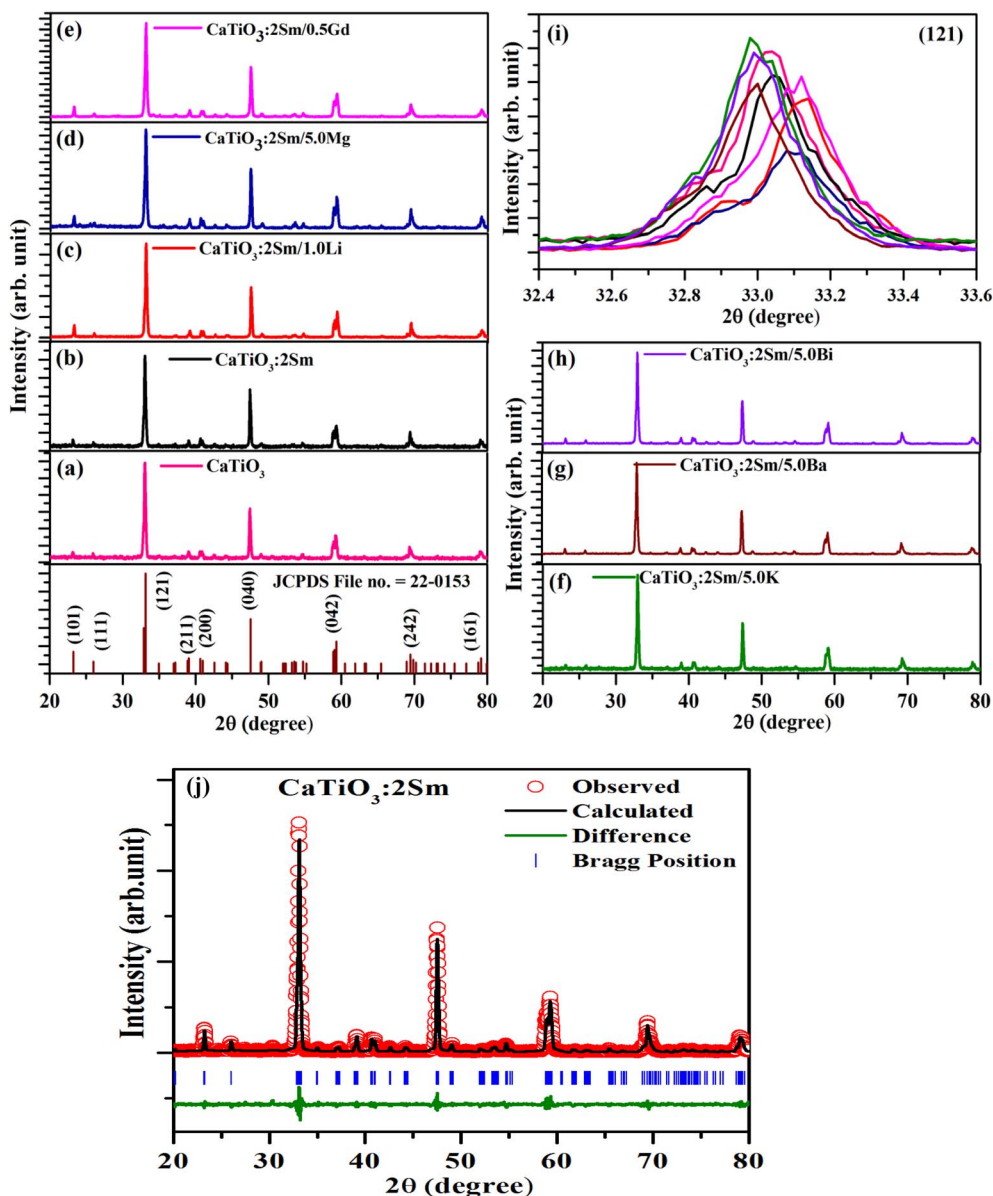 (e)
CaTiO₃:2Sm/0.5Gd
(d)
CaTiO₃:2Sm/5.0Mg
(c)
CaTiO₃:2Sm/1.0Li
(b)
CaTiO₃:2Sm
(a)
CaTiO₃
JCPDS File no. = 22-0153
(101)
(111)
(121)
(211)
(200)
(040)
(042)
(242)
(161)
Intensity (arb. unit)
20 30 40 50 60 70 80
2θ (degree)
(i)
(121)
Intensity (arb. unit)
32.4 32.6 32.8 33.0 33.2 33.4 33.6
2θ (degree)
(h)
CaTiO₃:2Sm/5.0Bi
(g)
CaTiO₃:2Sm/5.0Ba
(f)
CaTiO₃:2Sm/5.0K
Intensity (arb. unit)
20 30 40 50 60 70 80
2θ (degree)
(j)
CaTiO₃:2Sm
Observed
Calculated
Difference
Bragg Position
Intensity (arb.unit)
20 30 40 50 60 70 80
2θ (degree)